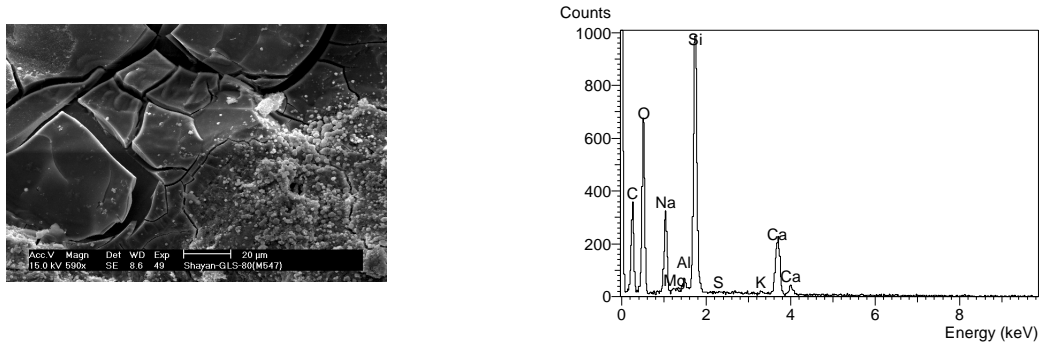 Acc.V Magn Det WD Exp 20 µm
15.0 kV 590x SE 8.6 49 Shayan-GLS-80(M547)
Counts
1000
800
600
400
200
0
C
O
Na
Mg
Al
Si
S
K
Ca
Ca
0 2 4 6 8
Energy (keV)